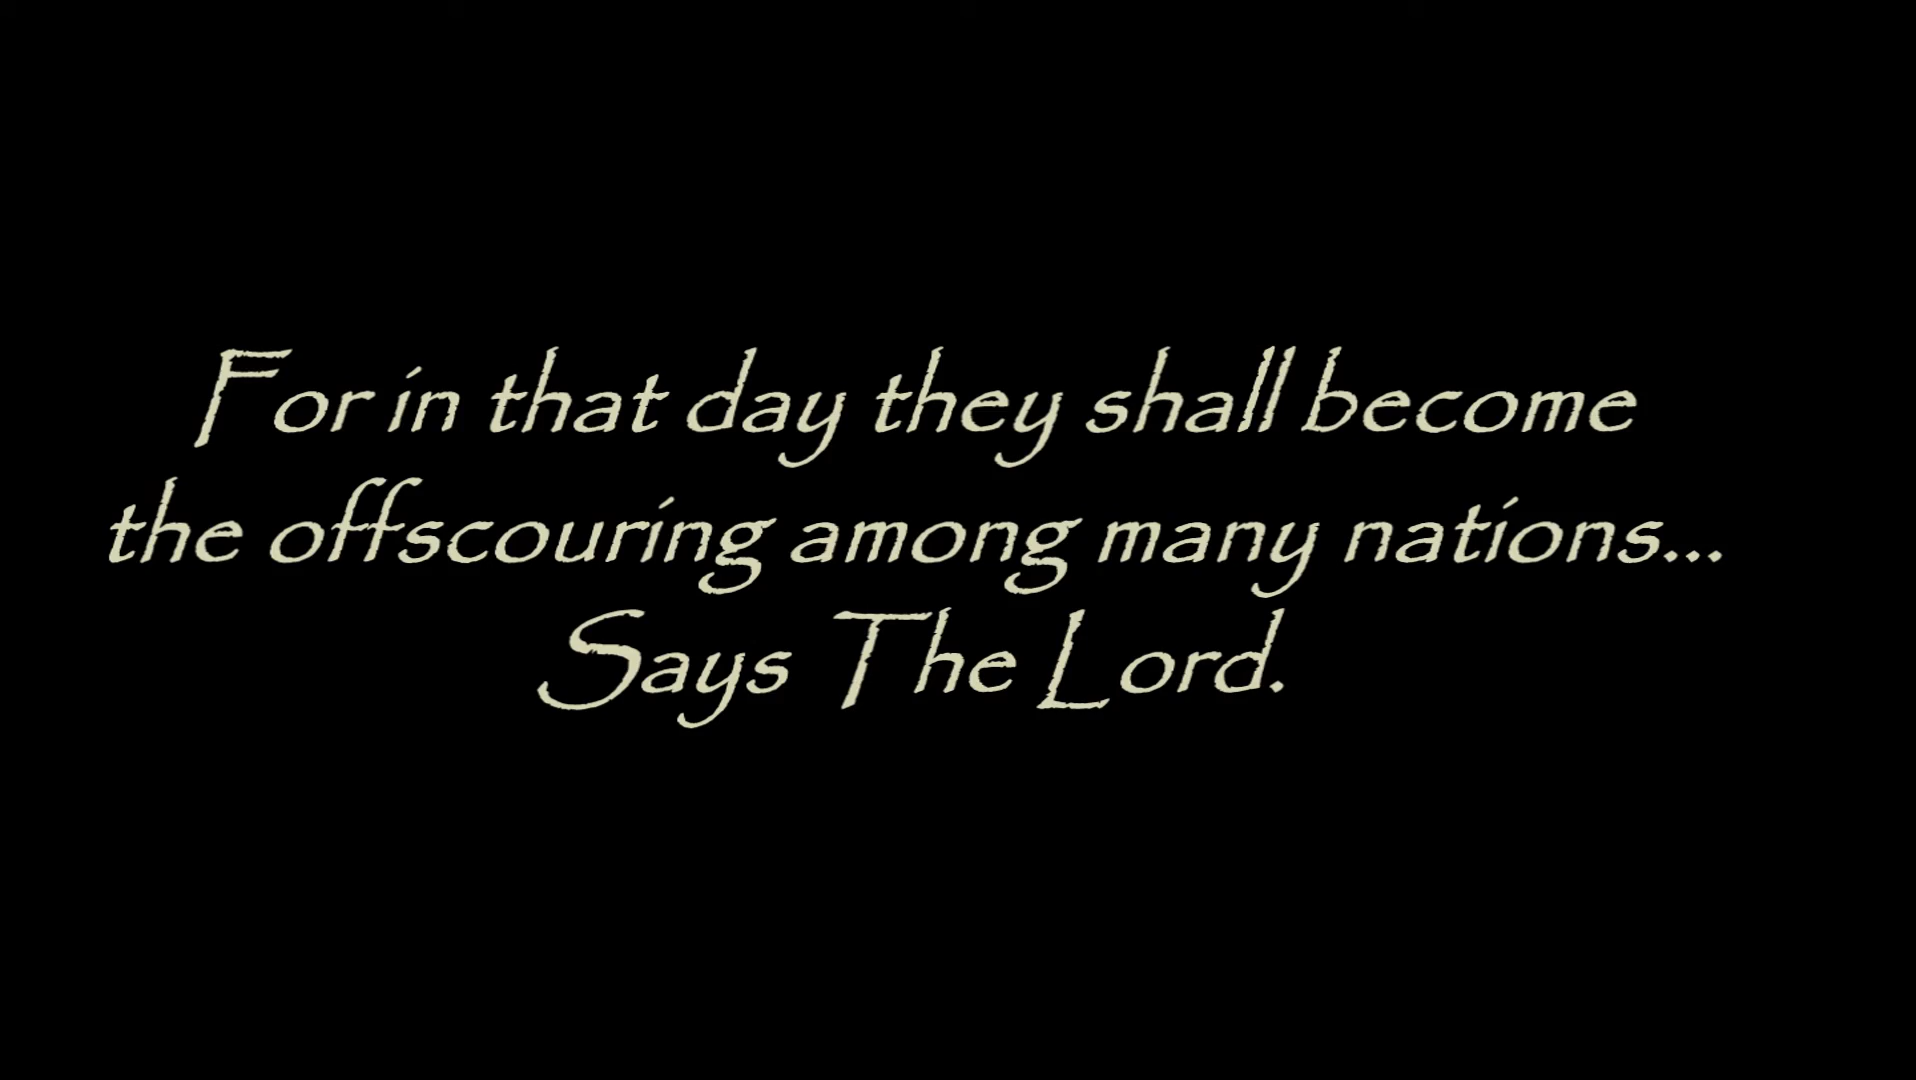 For in that day they shall become
the offscouring among many nations...
Says The Lord.